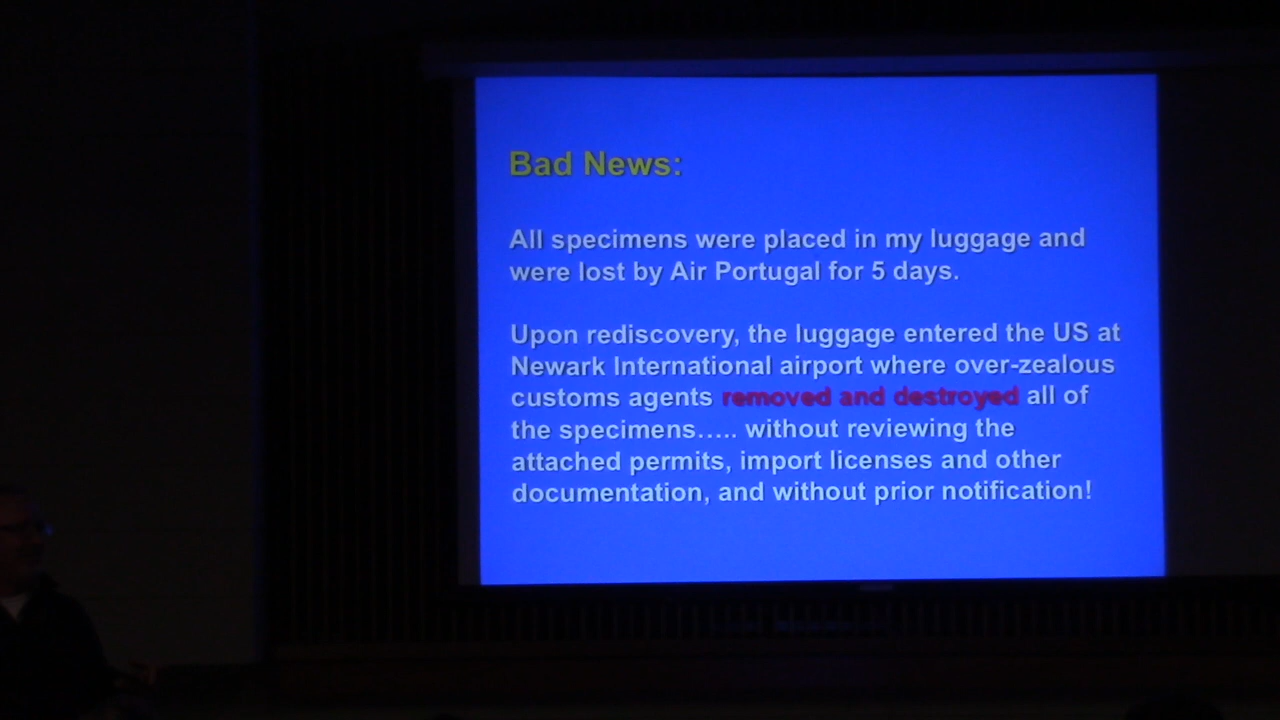 Bad News:
All specimens were placed in my luggage and
were lost by Air Portugal for 5 days.
Upon rediscovery, the luggage entered the US at
Newark International airport where over-zealous
customs agents removed and destroyed all of
the specimens….. without reviewing the
attached permits, import licenses and other
documentation, and without prior notification!